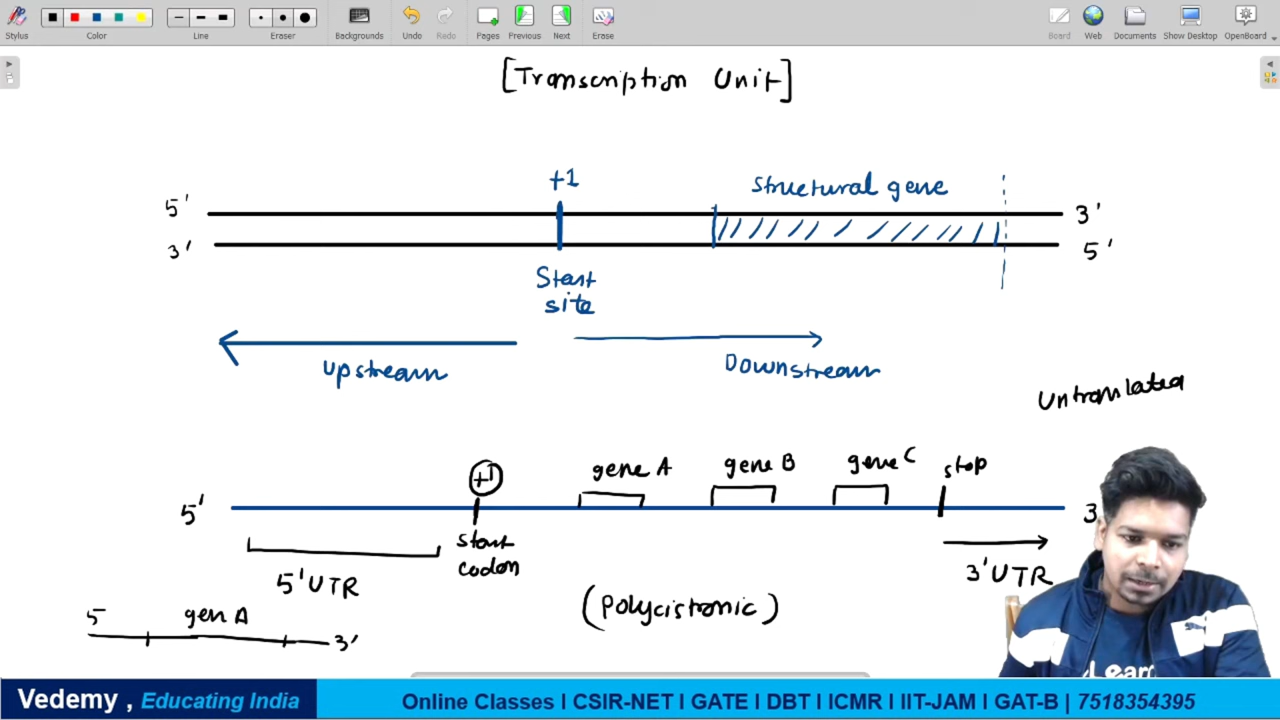 Stylus
Color
Line
Eraser
Backgrounds
Undo
Redo
Pages
Previous
Next
Erase
Board
Web
Documents
Show Desktop
OpenBoard
[Transcription Unit]
+1
Structural gene
5'
3'
3'
5'
Start
site
Upstream
Downstream
Untranslated
+1
gene A
gene B
gene C
stop
5'
3
start
codon
5'UTR
3'UTR
(Polycistronic)
5
gen A
3'
Learn
Vedemy , Educating India
Online Classes I CSIR-NET I GATE I DBT I ICMR I IIT-JAM I GAT-B | 7518354395